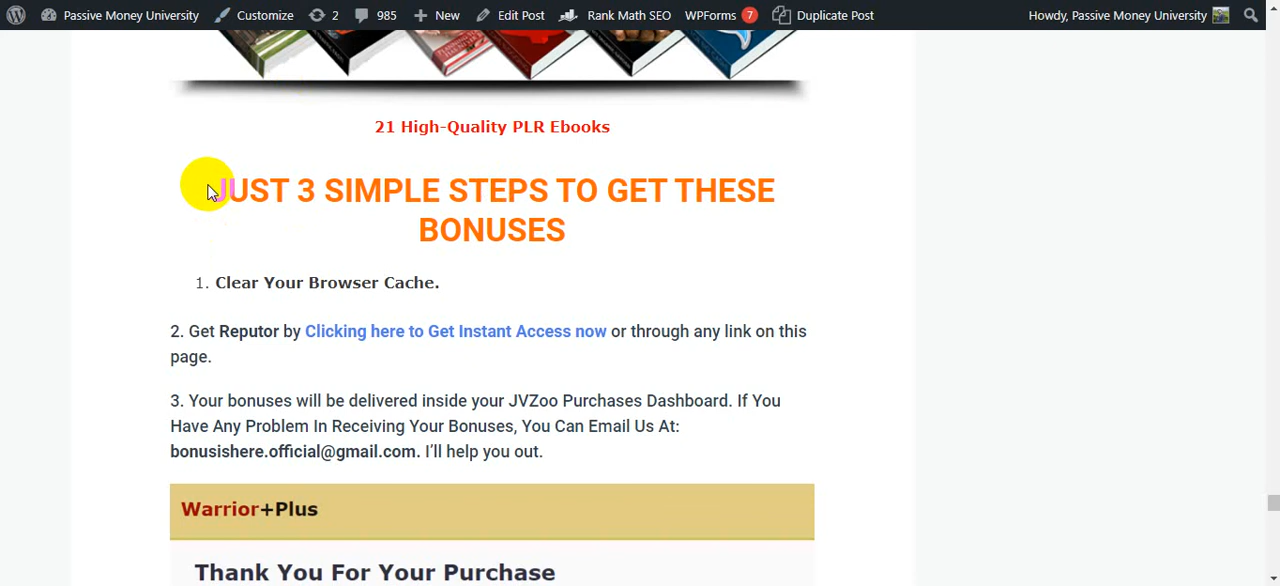 Passive Money University Customize 2 985 New Edit Post Rank Math SEO WPForms 7 Duplicate Post Howdy, Passive Money University
21 High-Quality PLR Ebooks
JUST 3 SIMPLE STEPS TO GET THESE
BONUSES
1. Clear Your Browser Cache.
2. Get Reputor by Clicking here to Get Instant Access now or through any link on this
page.
3. Your bonuses will be delivered inside your JVZoo Purchases Dashboard. If You
Have Any Problem In Receiving Your Bonuses, You Can Email Us At:
bonusishere.official@gmail.com. I’ll help you out.
Warrior+Plus
Thank You For Your Purchase